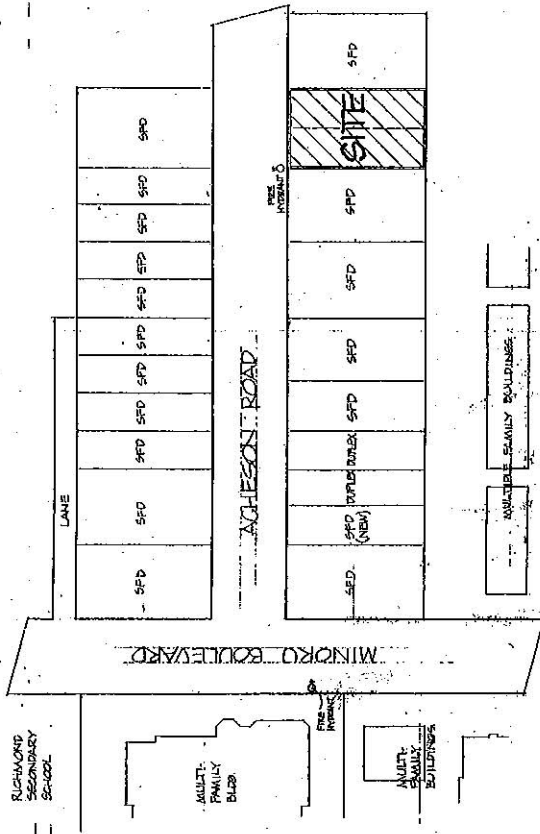 RICHMOND
SECONDARY
SCHOOL
LANE
SFD
SFD
SFD
SFD
SFD
SFD
SFD
SFD
SFD
SFD
SFD
MULTI-
FAMILY
BLDG.
MINORU BOULEVARD
ACHESON ROAD
FIRE
HYDRANT
FIRE
HYDRANT
SFD
SFD
(NEW)
DUPLEX
DUPLEX
SFD
SFD
SFD
SFD
SITE
SFD
MULTI-
FAMILY
BUILDINGS
MULTIPLE FAMILY BUILDINGS